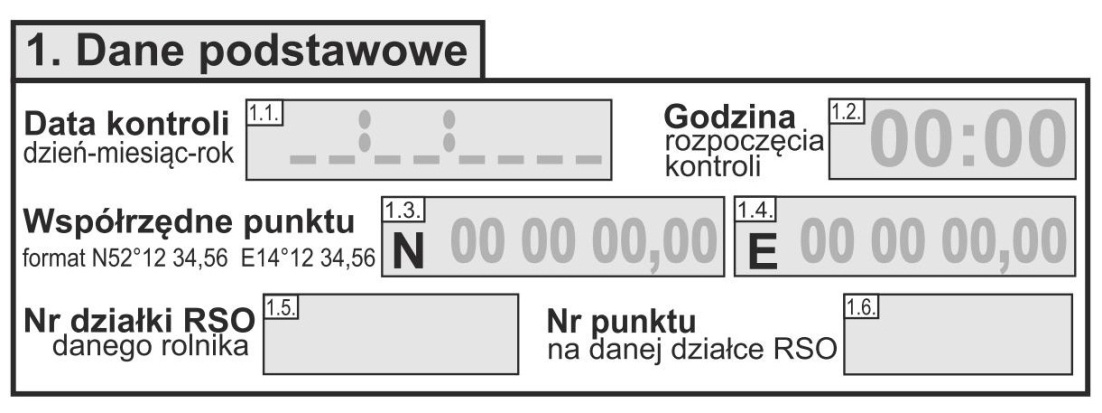 1. Dane podstawowe
Data kontroli
dzień-miesiąc-rok
1.1.
_ _ : _ _ : _ _ _ _
Godzina
rozpoczęcia
kontroli
1.2.
00:00
Współrzędne punktu
format N52°12 34,56 E14°12 34,56
1.3.
N 00 00 00,00
1.4.
E 00 00 00,00
Nr działki RSO
danego rolnika
1.5.
Nr punktu
na danej działce RSO
1.6.